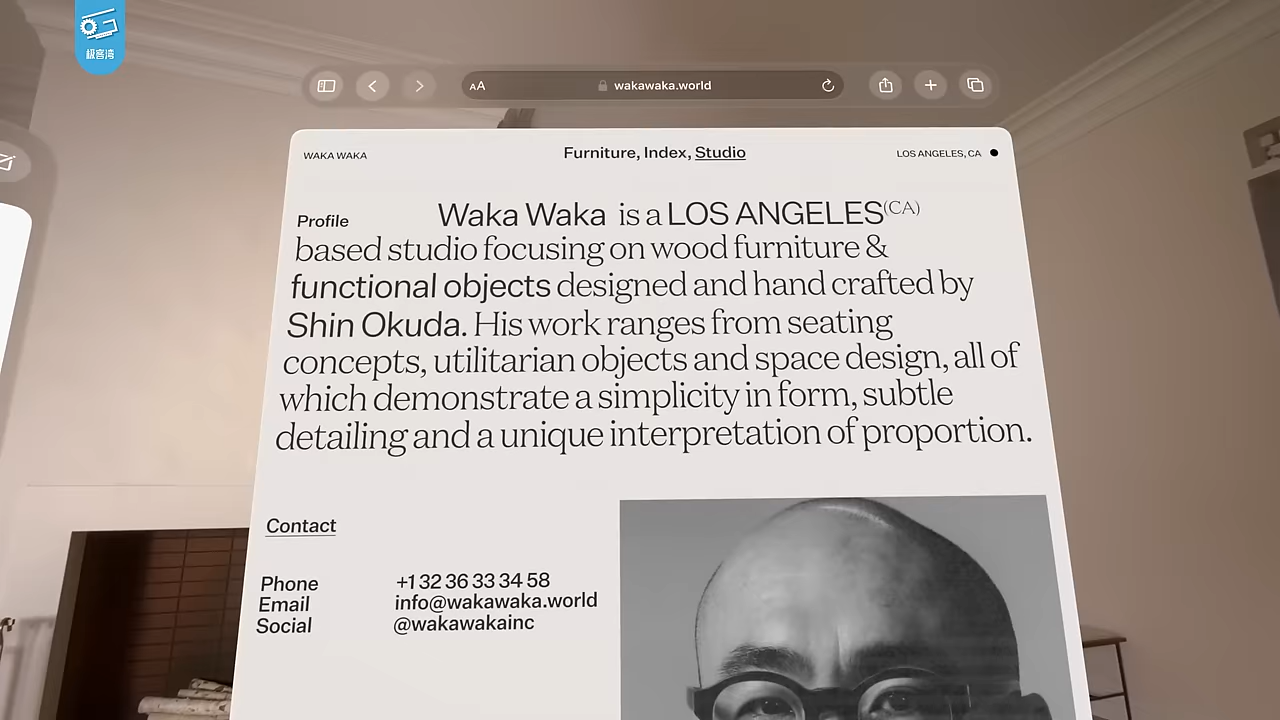 极客湾
AA wakawaka.world
WAKA WAKA
Furniture, Index, Studio
LOS ANGELES, CA
Profile
Waka Waka is a LOS ANGELES(CA)
based studio focusing on wood furniture &
functional objects designed and hand crafted by
Shin Okuda. His work ranges from seating
concepts, utilitarian objects and space design, all of
which demonstrate a simplicity in form, subtle
detailing and a unique interpretation of proportion.
Contact
Phone +1 32 36 33 34 58
Email info@wakawaka.world
Social @wakawakainc